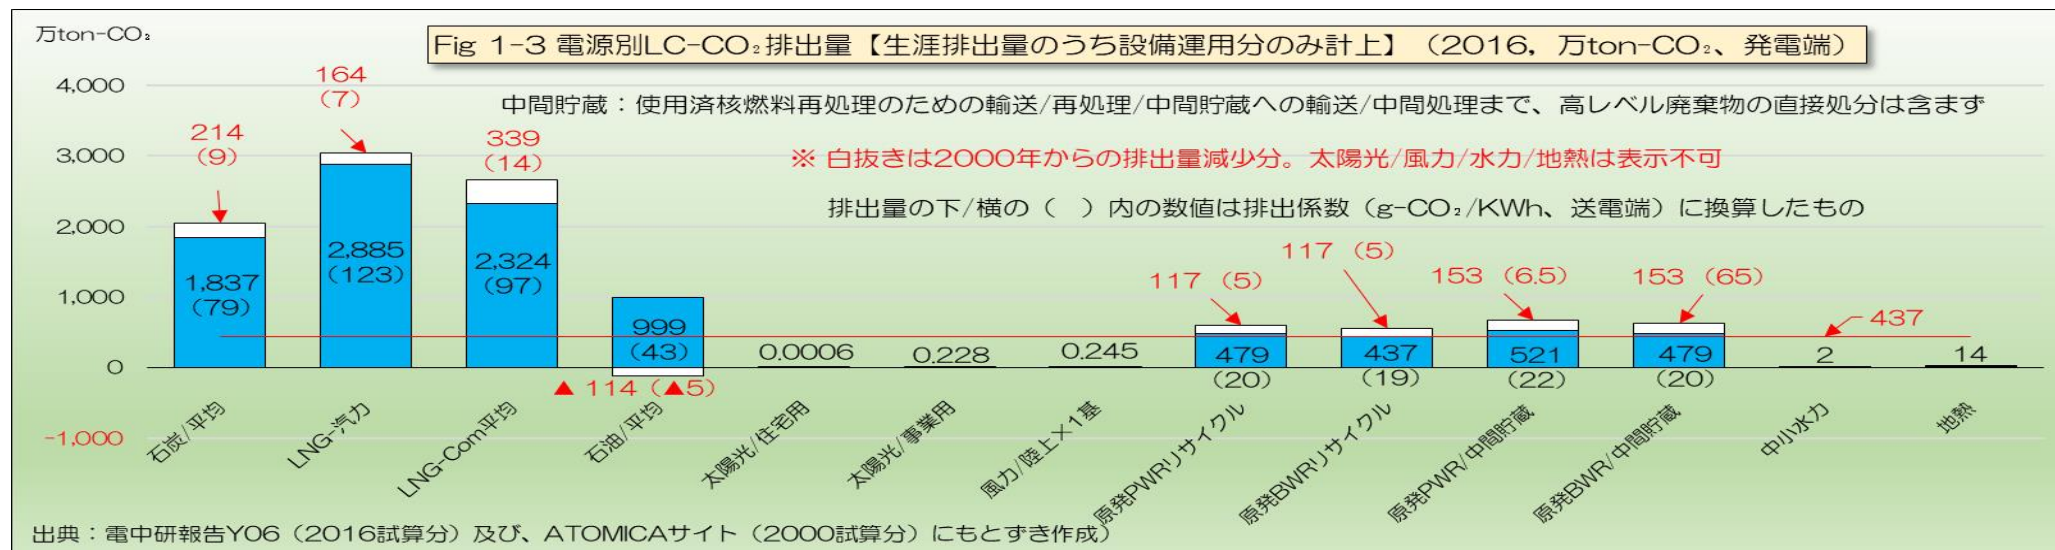 万ton-CO₂
Fig 1-3 電源別LC-CO₂排出量【生涯排出量のうち設備運用分のみ計上】（2016，万ton-CO₂、発電端）
中間貯蔵：使用済核燃料再処理のための輸送/再処理/中間貯蔵への輸送/中間処理まで、高レベル廃棄物の直接処分は含まず
※ 白抜きは2000年からの排出量減少分。太陽光/風力/水力/地熱は表示不可
排出量の下/横の（　）内の数値は排出係数（g-CO₂/KWh、送電端）に換算したもの
4,000
3,000
2,000
1,000
0
-1,000
214
（9）
164
（7）
339
（14）
▲ 114（▲5）
117（5）
117（5）
153（6.5）
153（65）
437
1,837
（79）
2,885
（123）
2,324
（97）
999
（43）
0.0006
0.228
0.245
479
（20）
437
（19）
521
（22）
479
（20）
2
14
石炭/平均
LNG-汽力
LNG-Com平均
石油/平均
太陽光/住宅用
太陽光/事業用
風力/陸上×1基
原発PWRリサイクル
原発BWRリサイクル
原発PWR/中間貯蔵
原発BWR/中間貯蔵
中小水力
地熱
出典：電中研報告Y06（2016試算分）及び、ATOMICAサイト（2000試算分）にもとずき作成）